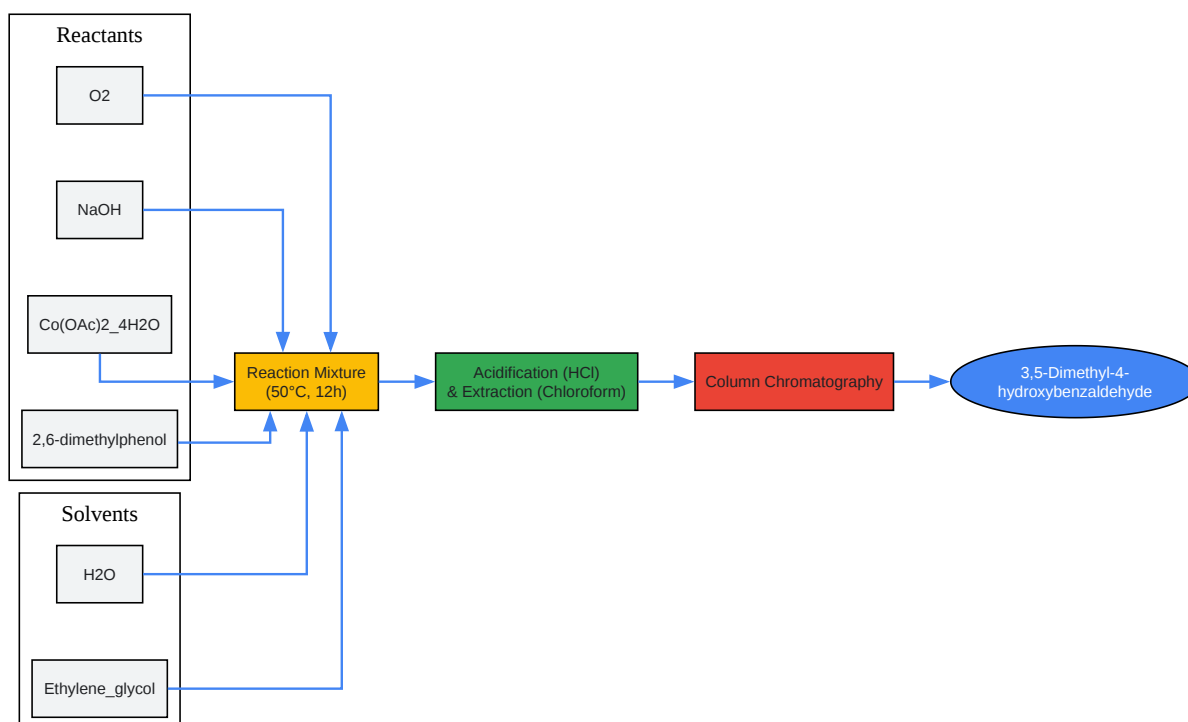 Reactants
O2
NaOH
Co(OAc)2_4H2O
2,6-dimethylphenol
Solvents
H2O
Ethylene_glycol
Reaction Mixture
(50°C, 12h)
Acidification (HCl)
& Extraction (Chloroform)
Column Chromatography
3,5-Dimethyl-4-
hydroxybenzaldehyde